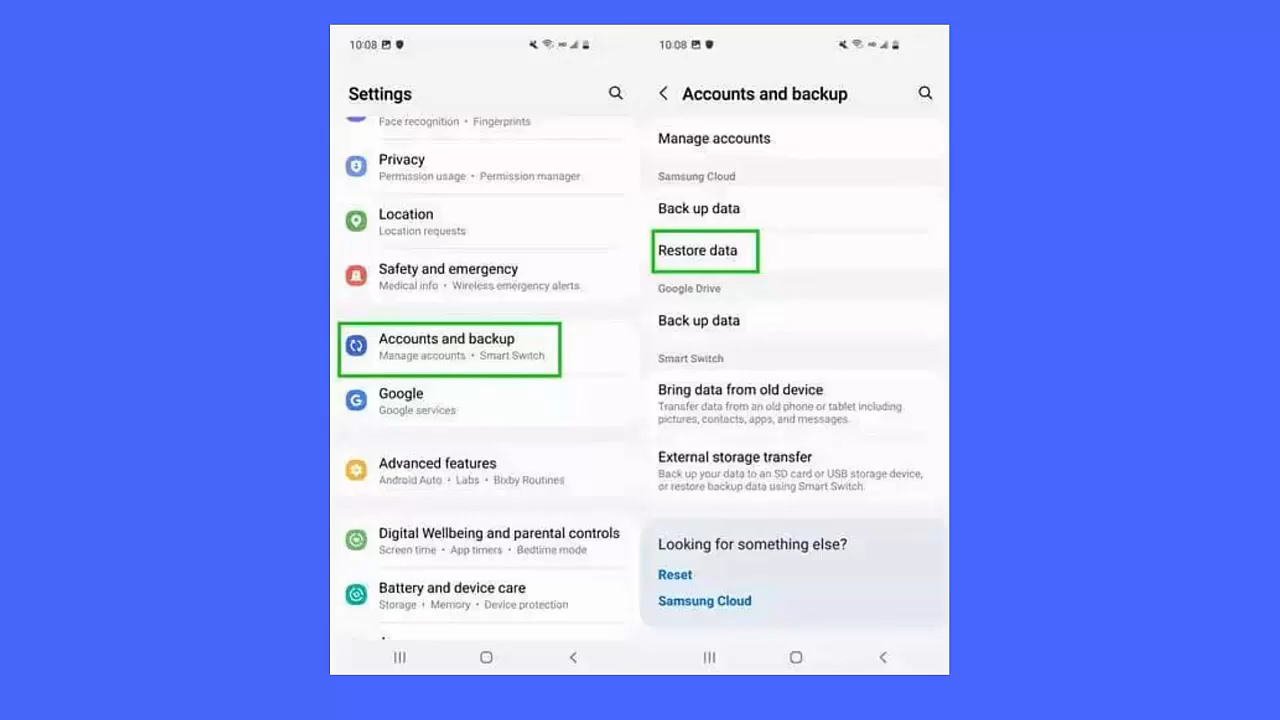 10:08
Settings
Face recognition • Fingerprints
Privacy
Permission usage • Permission manager
Location
Location requests
Safety and emergency
Medical info • Wireless emergency alerts
Accounts and backup
Manage accounts • Smart Switch
Google
Google services
Advanced features
Android Auto • Labs • Bixby Routines
Digital Wellbeing and parental controls
Screen time • App timers • Bedtime mode
Battery and device care
Storage • Memory • Device protection
10:08
Accounts and backup
Manage accounts
Samsung Cloud
Back up data
Restore data
Google Drive
Back up data
Smart Switch
Bring data from old device
Transfer data from an old phone or tablet including
pictures, contacts, apps, and messages.
External storage transfer
Back up your data to an SD card or USB storage device,
or restore backup data using Smart Switch.
Looking for something else?
Reset
Samsung Cloud